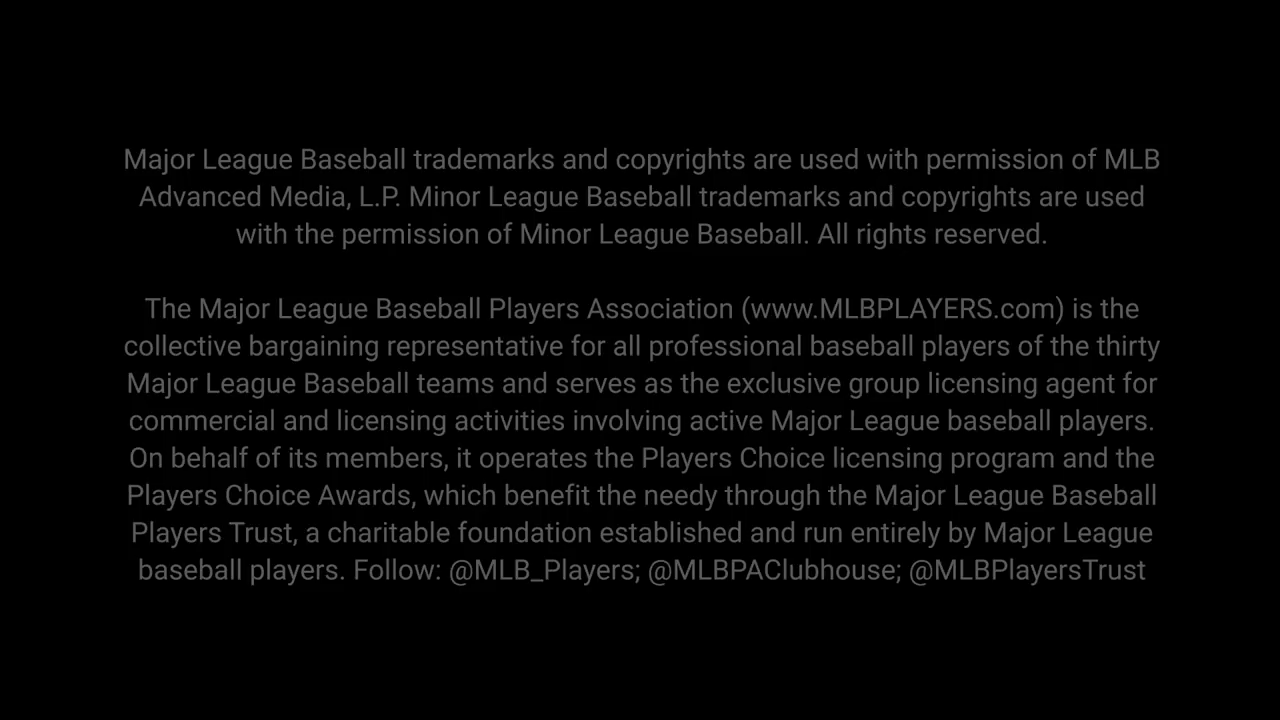 Major League Baseball trademarks and copyrights are used with permission of MLB
Advanced Media, L.P. Minor League Baseball trademarks and copyrights are used
with the permission of Minor League Baseball. All rights reserved.
The Major League Baseball Players Association (www.MLBPLAYERS.com) is the
collective bargaining representative for all professional baseball players of the thirty
Major League Baseball teams and serves as the exclusive group licensing agent for
commercial and licensing activities involving active Major League baseball players.
On behalf of its members, it operates the Players Choice licensing program and the
Players Choice Awards, which benefit the needy through the Major League Baseball
Players Trust, a charitable foundation established and run entirely by Major League
baseball players. Follow: @MLB_Players; @MLBPAClubhouse; @MLBPlayersTrust